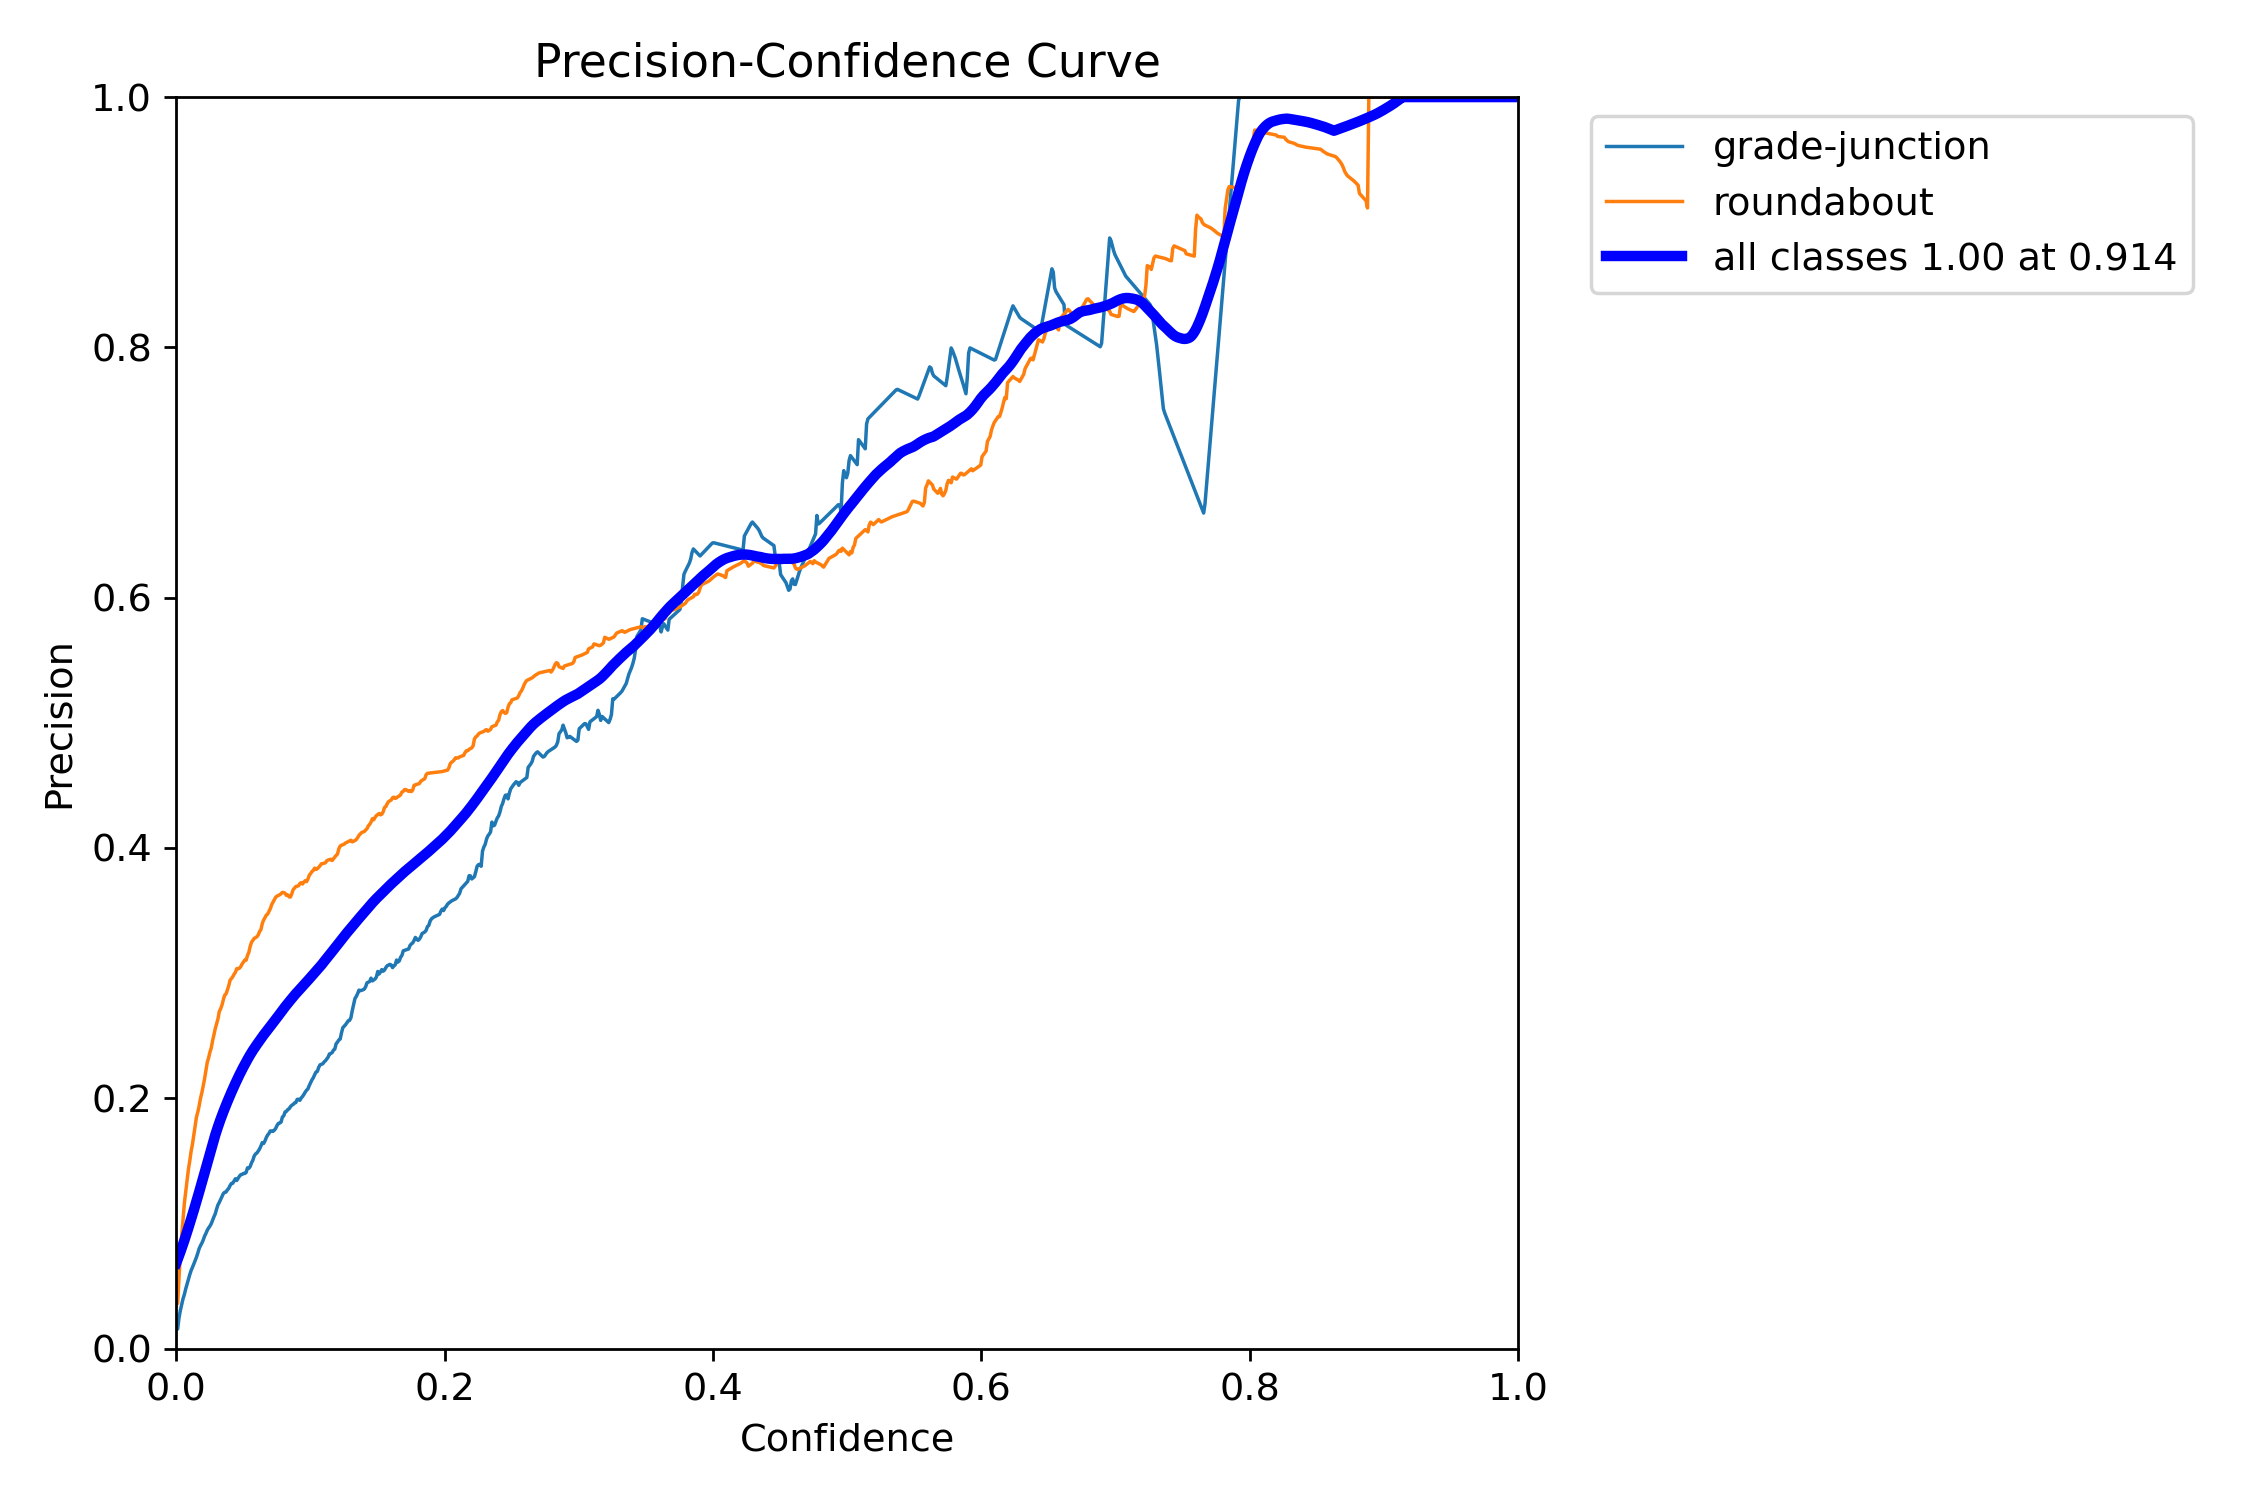 Precision-Confidence Curve
1.0
0.8
0.6
0.4
0.2
0.0
Precision
0.0 0.2 0.4 0.6 0.8 1.0
Confidence
grade-junction
roundabout
all classes 1.00 at 0.914